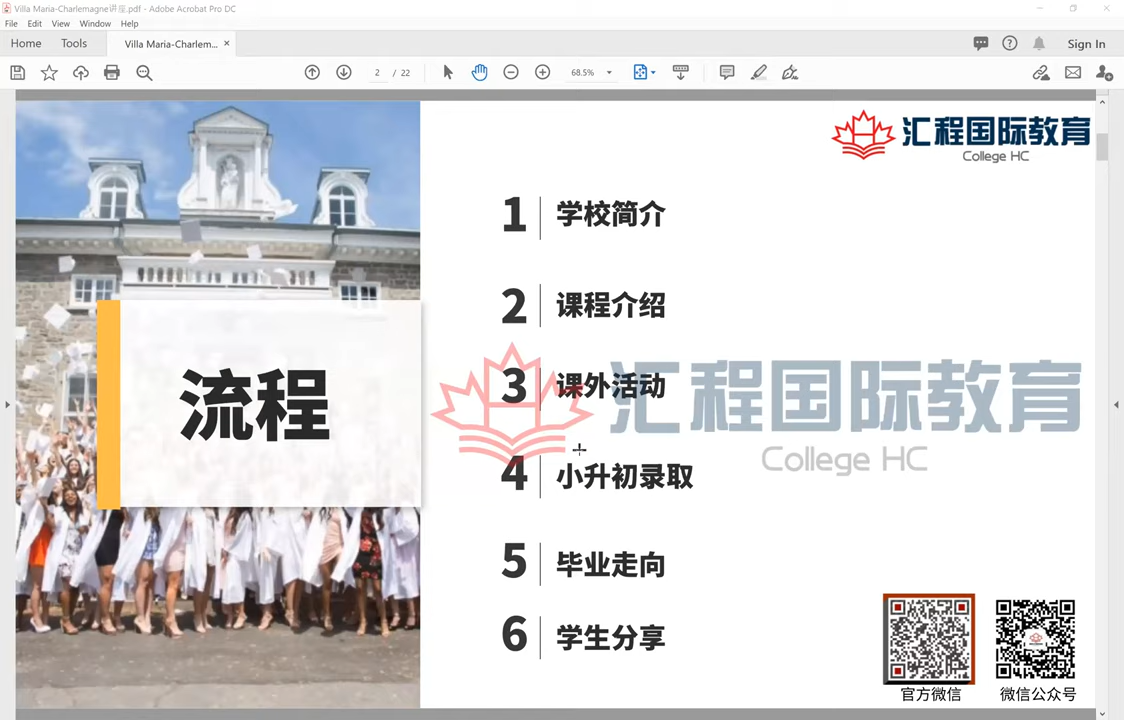 Villa Maria-Charlemagne讲座.pdf - Adobe Acrobat Pro DC
File Edit View Window Help
Home Tools Villa Maria-Charlem... × Sign In
2 / 22 68.5%
汇程国际教育
College HC
流程
1 学校简介
2 课程介绍
3 课外活动
4 小升初录取
5 毕业走向
6 学生分享
汇程国际教育
College HC
官方微信 微信公众号